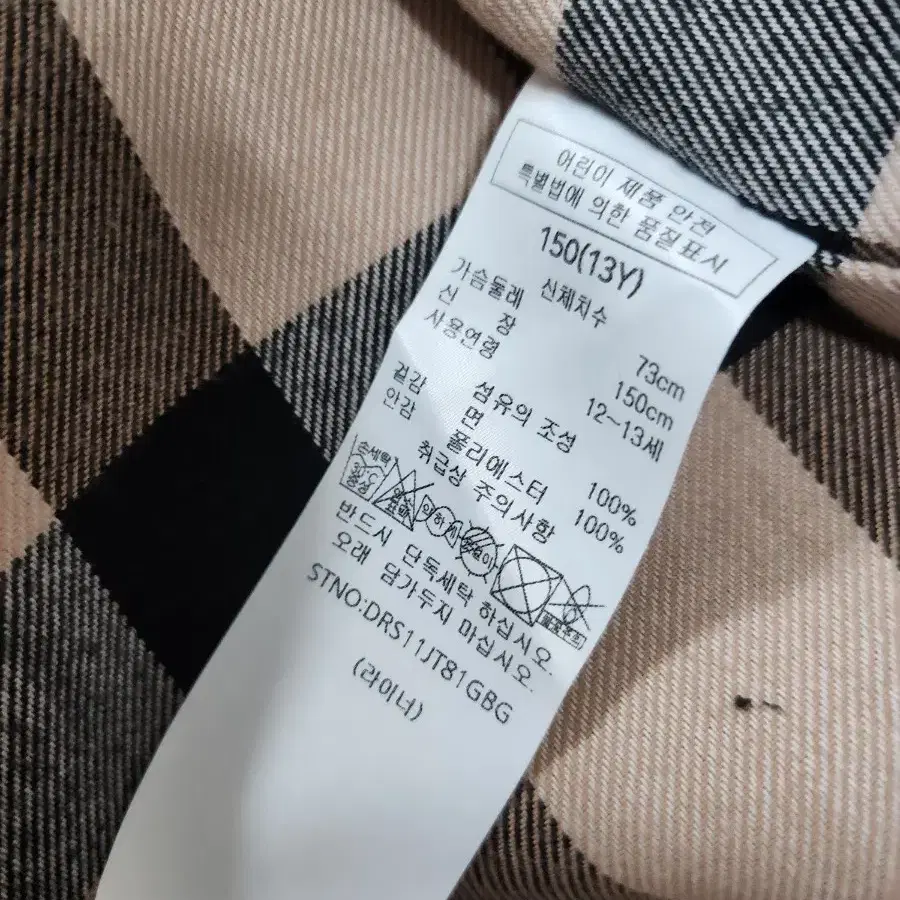 어린이 제품 안전
특별법에 의한 품질표시
150(13Y)
신체치수
가슴둘레 73cm
신 장 150cm
사용연령 12~13세
섬유의 조성
겉감 면 100%
안감 폴리에스터 100%
취급상 주의사항
손세탁
중성
반드시 단독세탁 하십시오.
오래 담가두지 마십시오.
STNO:DRS11JT81GBG
(라이너)